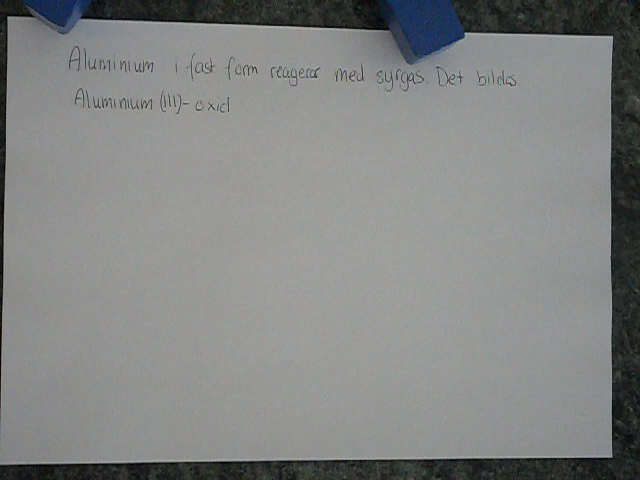 Aluminium i fast form reagerar med syrgas. Det bildas
Aluminium (III)-oxid